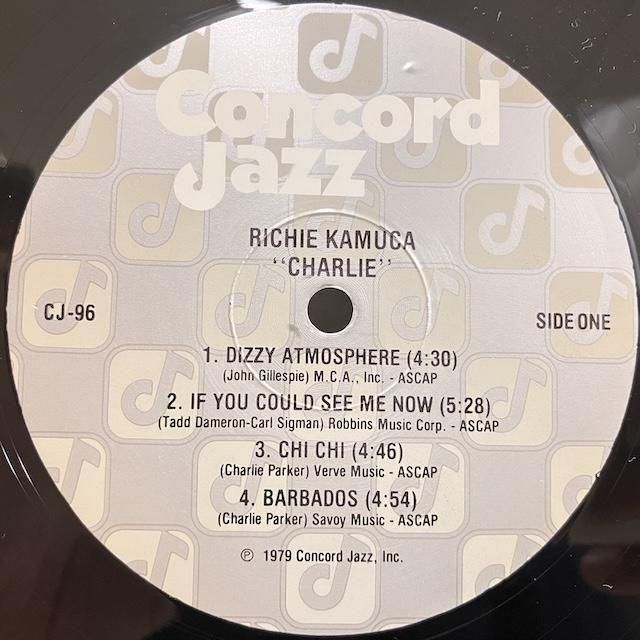 Concord
Jazz
RICHIE KAMUCA
"CHARLIE"
CJ-96
SIDE ONE
1. DIZZY ATMOSPHERE (4:30)
(John Gillespie) M.C.A., Inc. - ASCAP
2. IF YOU COULD SEE ME NOW (5:28)
(Tadd Dameron-Carl Sigman) Robbins Music Corp. - ASCAP
3. CHI CHI (4:46)
(Charlie Parker) Verve Music - ASCAP
4. BARBADOS (4:54)
(Charlie Parker) Savoy Music - ASCAP
℗ 1979 Concord Jazz, Inc.